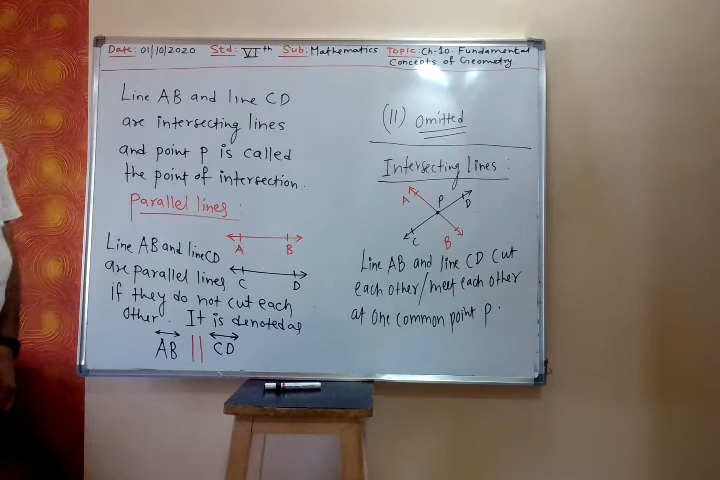 Date: 01/10/2020 Std: VIth Sub: Mathematics Topic: Ch-10. Fundamental
Concepts of Geometry
Line AB and line CD
are intersecting lines
and point P is called
the point of intersection.
Parallel lines:
Line AB and line CD
are parallel lines
if they do not cut each
other. It is denoted as
AB || CD
A B
C D
(11) omitted
Intersecting lines:
A P D
C B
Line AB and line CD cut
each other/meet each other
at one common point P.